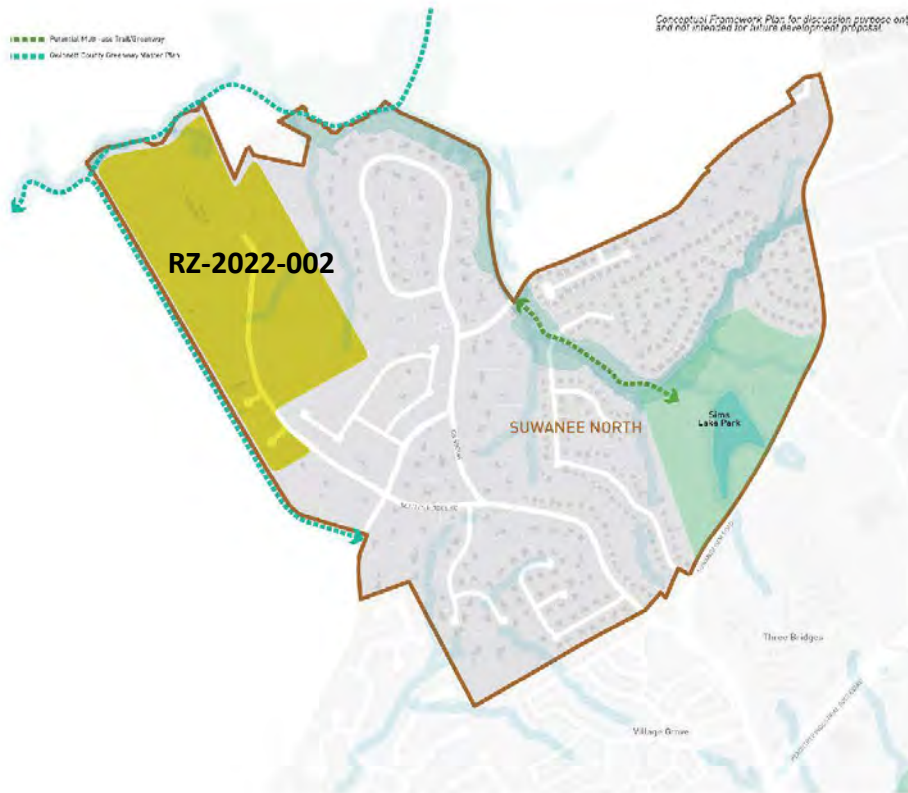 Potential Multi-use Trail/Greenway
Gwinnett County Greenway Master Plan
Conceptual Framework Plan for discussion purpose onl
and not intended for future development proposal.
RZ-2022-002
SUWANEE NORTH
Sims
Lake Park
Three Bridges
Village Grove